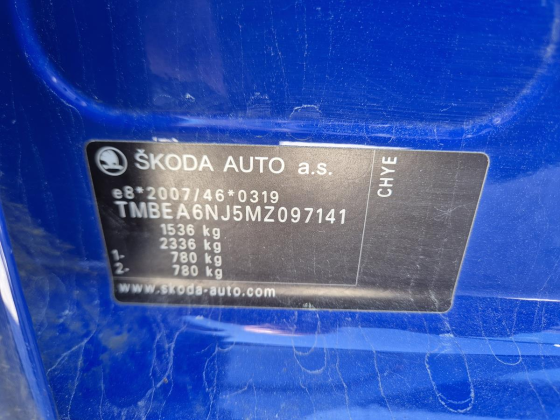 ŠKODA AUTO a.s.
CHYE
e8*2007/46*0319
TMBEA6NJ5MZ097141
1536 kg
2336 kg
1- 780 kg
2- 780 kg
www.skoda-auto.com